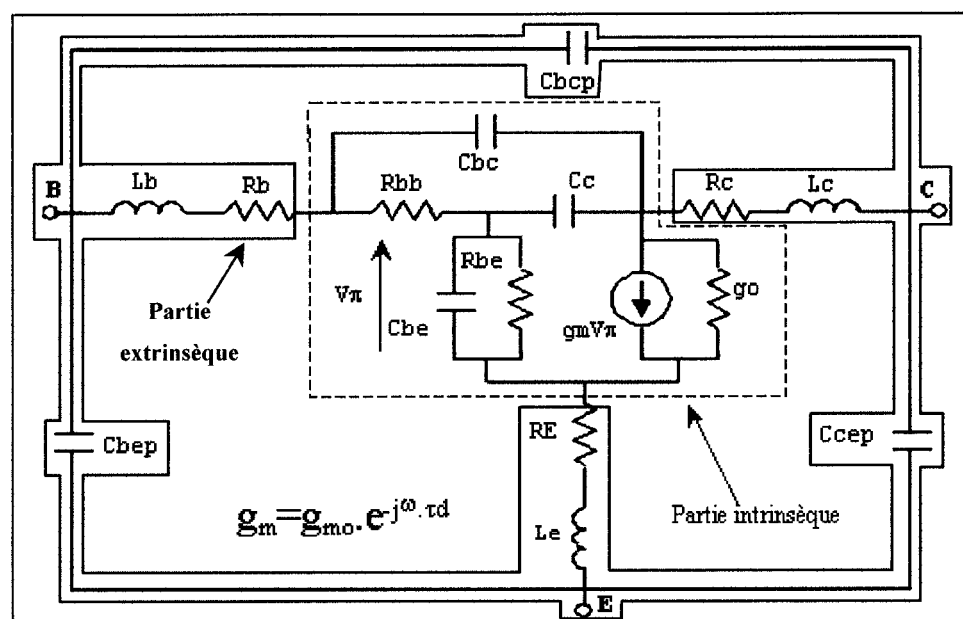 Cbcp
Cbc
B
Lb
Rb
Rbb
Cc
Rc
Lc
C
Rbe
Vπ
Cbe
gmVπ
go
Partie
extrinsèque
Cbep
RE
Ccep
gm=gmo.e-jω.τd
Le
Partie intrinsèque
E